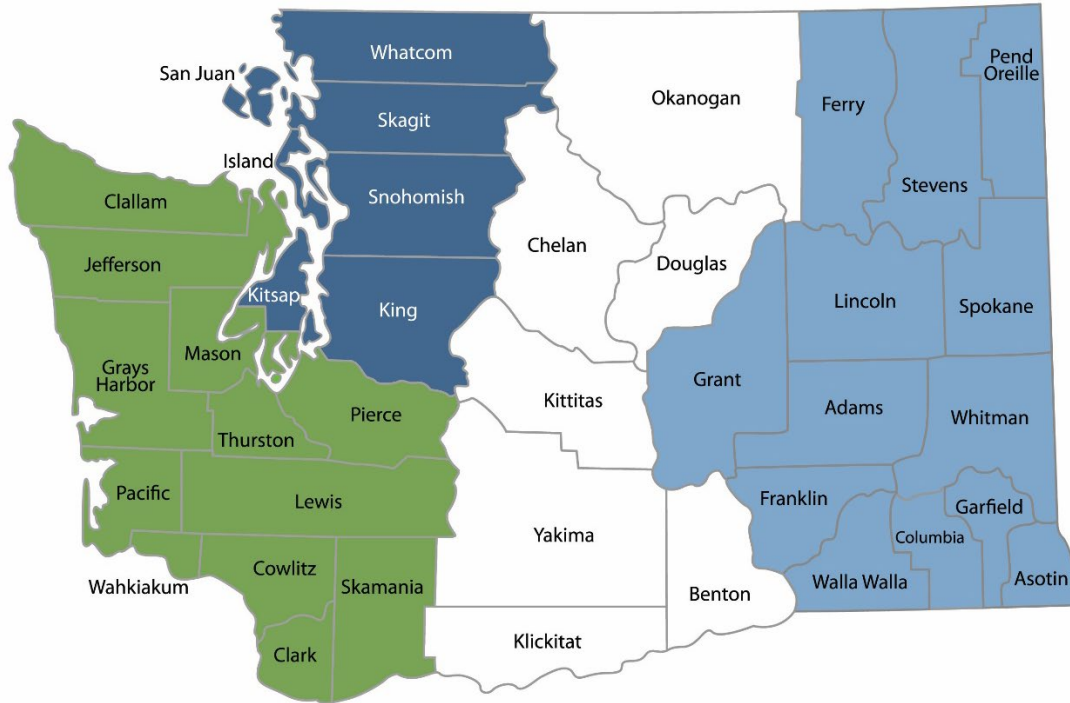 Whatcom
San Juan
Pend
Oreille
Okanogan
Ferry
Skagit
Island
Stevens
Clallam
Snohomish
Chelan
Douglas
Jefferson
Kitsap
King
Lincoln
Spokane
Mason
Grays
Harbor
Grant
Kittitas
Adams
Pierce
Whitman
Thurston
Pacific
Lewis
Franklin
Garfield
Yakima
Columbia
Wahkiakum
Cowlitz
Skamania
Walla Walla
Asotin
Benton
Klickitat
Clark